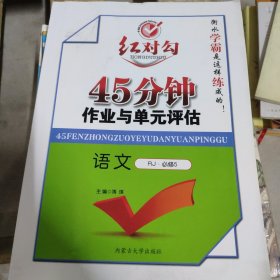 红对勾
HONGDUIGOU
衡水学霸是这样练成的！
45分钟
作业与单元评估
45FENZHONGZUOYEYUDANYUANPINGGU
语文
RJ·必修5
主编◎傅琪
内蒙古大学出版社